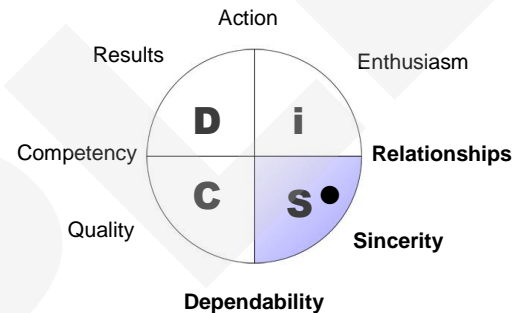 Action
Results
Enthusiasm
D i
Competency
Relationships
C S
Quality
Sincerity
Dependability